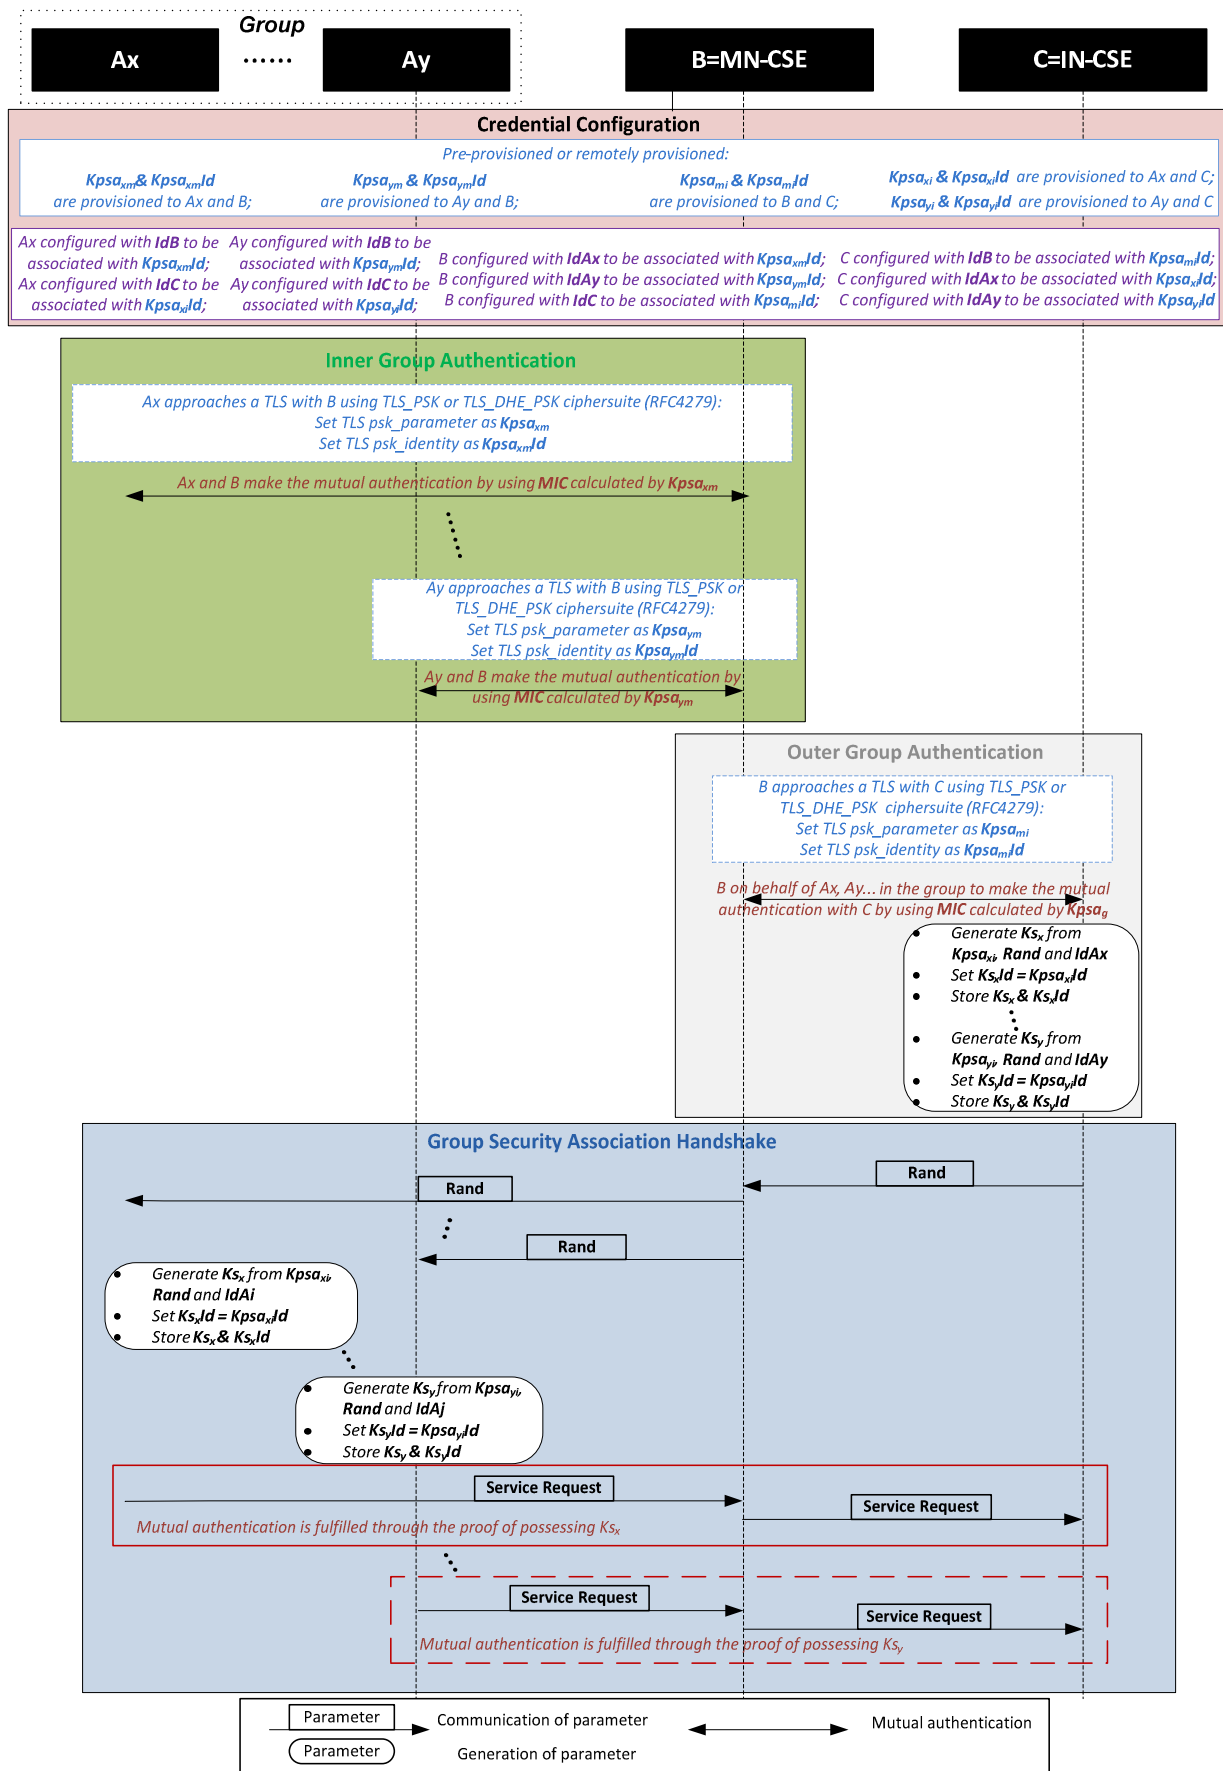 Group
Ax
......
Ay
B=MN-CSE
C=IN-CSE
Credential Configuration
Pre-provisioned or remotely provisioned:
Kpsaxm& KpsaxmId
are provisioned to Ax and B;
Kpsaym & KpsaymId
are provisioned to Ay and B;
Kpsami & KpsamiId
are provisioned to B and C;
Kpsaxi & KpsaxiId are provisioned to Ax and C;
Kpsayi & KpsayiId are provisioned to Ay and C
Ax configured with IdB to be
associated with KpsaxmId;
Ax configured with IdC to be
associated with KpsaxiId;
Ay configured with IdB to be
associated with KpsaymId;
Ay configured with IdC to be
associated with KpsayiId;
B configured with IdAx to be associated with KpsaxmId;
B configured with IdAy to be associated with KpsaymId;
B configured with IdC to be associated with KpsamiId;
C configured with IdB to be associated with KpsamiId;
C configured with IdAx to be associated with KpsaxiId;
C configured with IdAy to be associated with KpsayiId
Inner Group Authentication
Ax approaches a TLS with B using TLS_PSK or TLS_DHE_PSK ciphersuite (RFC4279):
Set TLS psk_parameter as Kpsaxm
Set TLS psk_identity as KpsaxmId
Ax and B make the mutual authentication by using MIC calculated by Kpsaxm
Ay approaches a TLS with B using TLS_PSK or
TLS_DHE_PSK ciphersuite (RFC4279):
Set TLS psk_parameter as Kpsaym
Set TLS psk_identity as KpsaymId
Ay and B make the mutual authentication by
using MIC calculated by Kpsaym
Outer Group Authentication
B approaches a TLS with C using TLS_PSK or
TLS_DHE_PSK ciphersuite (RFC4279):
Set TLS psk_parameter as Kpsami
Set TLS psk_identity as KpsamiId
B on behalf of Ax, Ay... in the group to make the mutual
authentication with C by using MIC calculated by Kpsag
• Generate Ksx from
Kpsaxi, Rand and IdAx
• Set KsxId = KpsaxiId
• Store Ksx & KsxId
• Generate Ksy from
Kpsayi, Rand and IdAy
• Set KsyId = KpsayiId
• Store Ksy & KsyId
Group Security Association Handshake
Rand
Rand
Rand
• Generate Ksx from Kpsaxi,
Rand and IdAi
• Set KsxId = KpsaxiId
• Store Ksx & KsxId
• Generate Ksy from Kpsayi,
Rand and IdAj
• Set KsyId = KpsayiId
• Store Ksy & KsyId
Service Request
Service Request
Mutual authentication is fulfilled through the proof of possessing Ksx
Service Request
Service Request
Mutual authentication is fulfilled through the proof of possessing Ksy
Parameter
Communication of parameter
Mutual authentication
Parameter
Generation of parameter